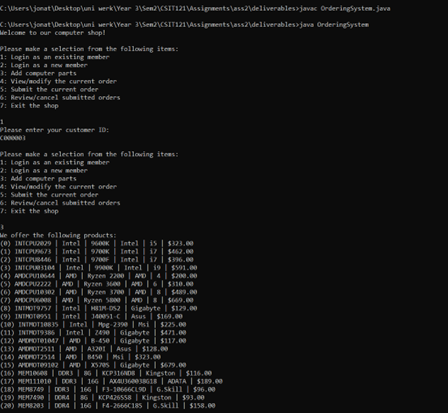 C:\Users\jonat\Desktop\uni werk\Year 3\Sem2\CSIT121\Assignments\ass2\deliverables>javac OrderingSystem.java
C:\Users\jonat\Desktop\uni werk\Year 3\Sem2\CSIT121\Assignments\ass2\deliverables>java OrderingSystem
Welcome to our computer shop!
Please make a selection from the following items:
1: Login as an existing member
2: Login as a new member
3: Add computer parts
4: View/modify the current order
5: Submit the current order
6: Review/cancel submitted orders
7: Exit the shop
1
Please enter your customer ID:
C000003
Please make a selection from the following items:
1: Login as an existing member
2: Login as a new member
3: Add computer parts
4: View/modify the current order
5: Submit the current order
6: Review/cancel submitted orders
7: Exit the shop
3
We offer the following products:
(0) INTCPU2029 | Intel | 9600K | Intel | i5 | $323.00
(1) INTCPU9673 | Intel | 9700K | Intel | i7 | $462.00
(2) INTCPU8446 | Intel | 9700F | Intel | i7 | $396.00
(3) INTCPU03104 | Intel | 9900K | Intel | i9 | $591.00
(4) AMDCPU10644 | AMD | Ryzen 2200 | AMD | 4 | $200.00
(5) AMDCPU2222 | AMD | Ryzen 3600 | AMD | 6 | $310.00
(6) AMDCPU10302 | AMD | Ryzen 3700 | AMD | 8 | $489.00
(7) AMDCPU6008 | AMD | Ryzen 5800 | AMD | 8 | $669.00
(8) INTMOT9757 | Intel | H81M-DS2 | Gigabyte | $129.00
(9) INTMOT0951 | Intel | J4005I-C | Asus | $169.00
(10) INTMOT10835 | Intel | Mpg-Z390 | Msi | $225.00
(11) INTMOT9386 | Intel | Z490 | Gigabyte | $471.00
(12) AMDMOT01047 | AMD | B-450 | Gigabyte | $117.00
(13) AMDMOT2511 | AMD | A3201 | Asus | $128.00
(14) AMDMOT2514 | AMD | B450 | Msi | $323.00
(15) AMDMOT09102 | AMD | X570S | Gigabyte | $679.00
(16) MEM10608 | DDR3 | 8G | KCP316ND8 | Kingston | $116.00
(17) MEM111010 | DDR3 | 16G | AX4U360038G18 | ADATA | $189.00
(18) MEM8749 | DDR3 | 16G | F3-10666CL9D | G.Skill | $96.00
(19) MEM7490 | DDR4 | 8G | KCP426SS8 | Kingston | $93.00
(20) MEM8203 | DDR4 | 16G | F4-2666C18S | G.Skill | $158.00